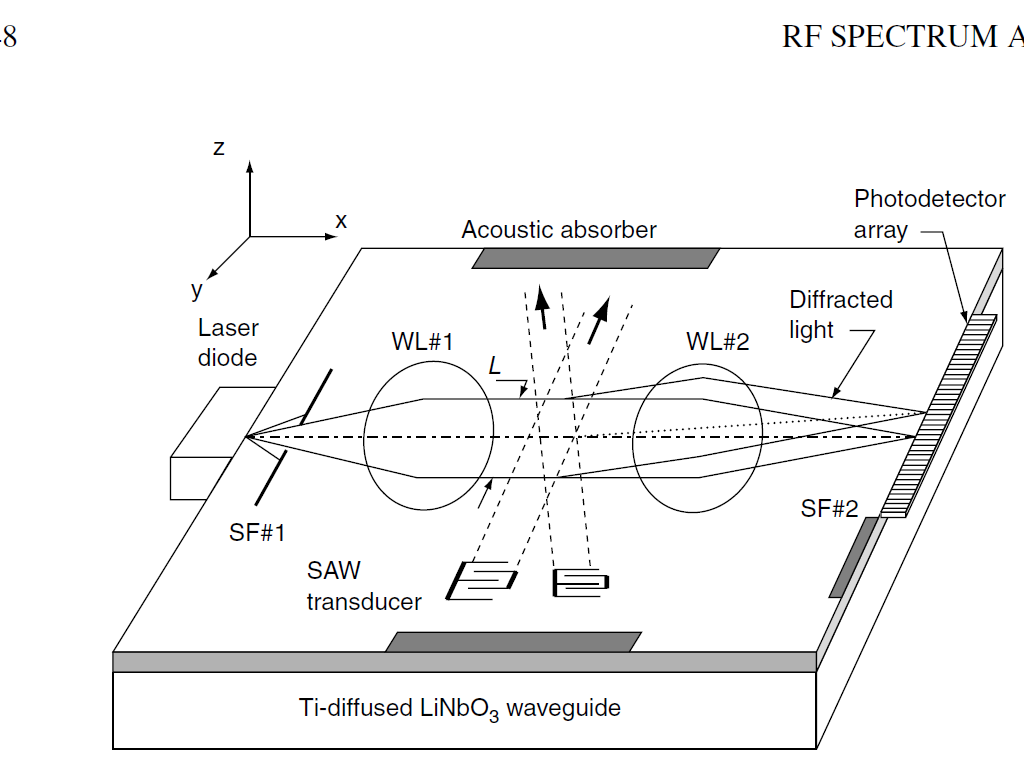 8
RF SPECTRUM A
z
x
y
Acoustic absorber
Photodetector
array
Laser
diode
WL#1
L
WL#2
Diffracted
light
SF#1
SF#2
SAW
transducer
Ti-diffused LiNbO₃ waveguide